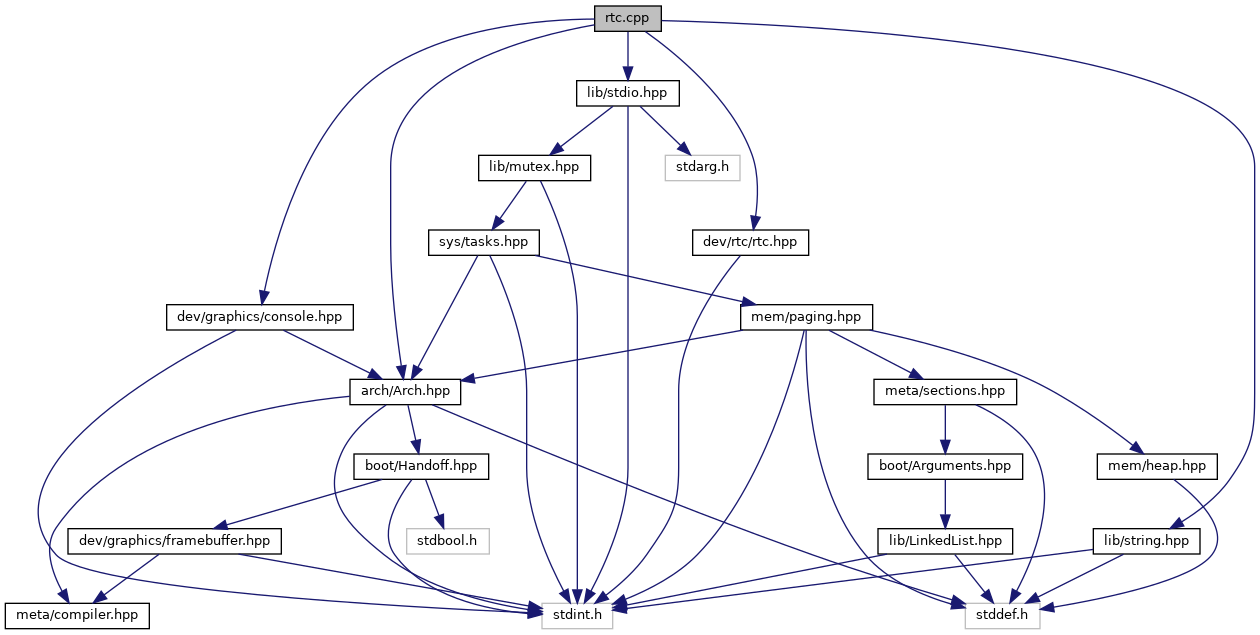 rtc.cpp
lib/stdio.hpp
lib/mutex.hpp
stdarg.h
sys/tasks.hpp
dev/rtc/rtc.hpp
dev/graphics/console.hpp
mem/paging.hpp
arch/Arch.hpp
meta/sections.hpp
boot/Handoff.hpp
boot/Arguments.hpp
mem/heap.hpp
dev/graphics/framebuffer.hpp
stdbool.h
lib/LinkedList.hpp
lib/string.hpp
meta/compiler.hpp
stdint.h
stddef.h